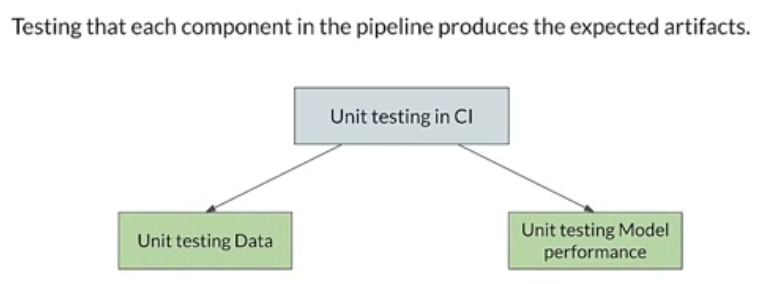 Testing that each component in the pipeline produces the expected artifacts.
Unit testing in CI
Unit testing Data
Unit testing Model
performance